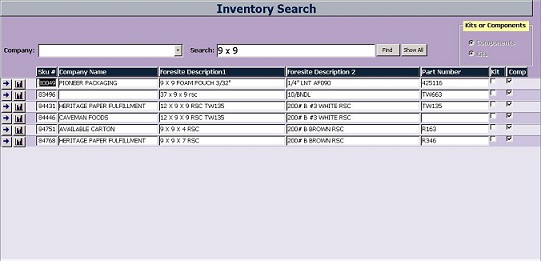 Inventory Search
Kits or Components
Components
Kits
Company: Search: 9 x 9 Find Show All
Sku # Company Name Foresite Description1 Foresite Description 2 Part Number Kit Comp
83049 PIONEER PACKAGING 9 X 9 FOAM POUCH 3/32" 1/4" LNT AF090 425116
83496 37 x 9 x 9 rsc 10/BNDL TW663
84431 HERITAGE PAPER FULFILLMENT 12 X 9 X 9 RSC TW135 200# B #3 WHITE RSC TW135
84446 CAVEMAN FOODS 12 X 9 X 9 RSC TW135 200# B #3 WHITE RSC
84751 AVAILABLE CARTON 9 X 9 X 4 RSC 200# B BROWN RSC R163
84768 HERITAGE PAPER FULFILLMENT 9 X 9 X 7 RSC 200# B BROWN RSC R346